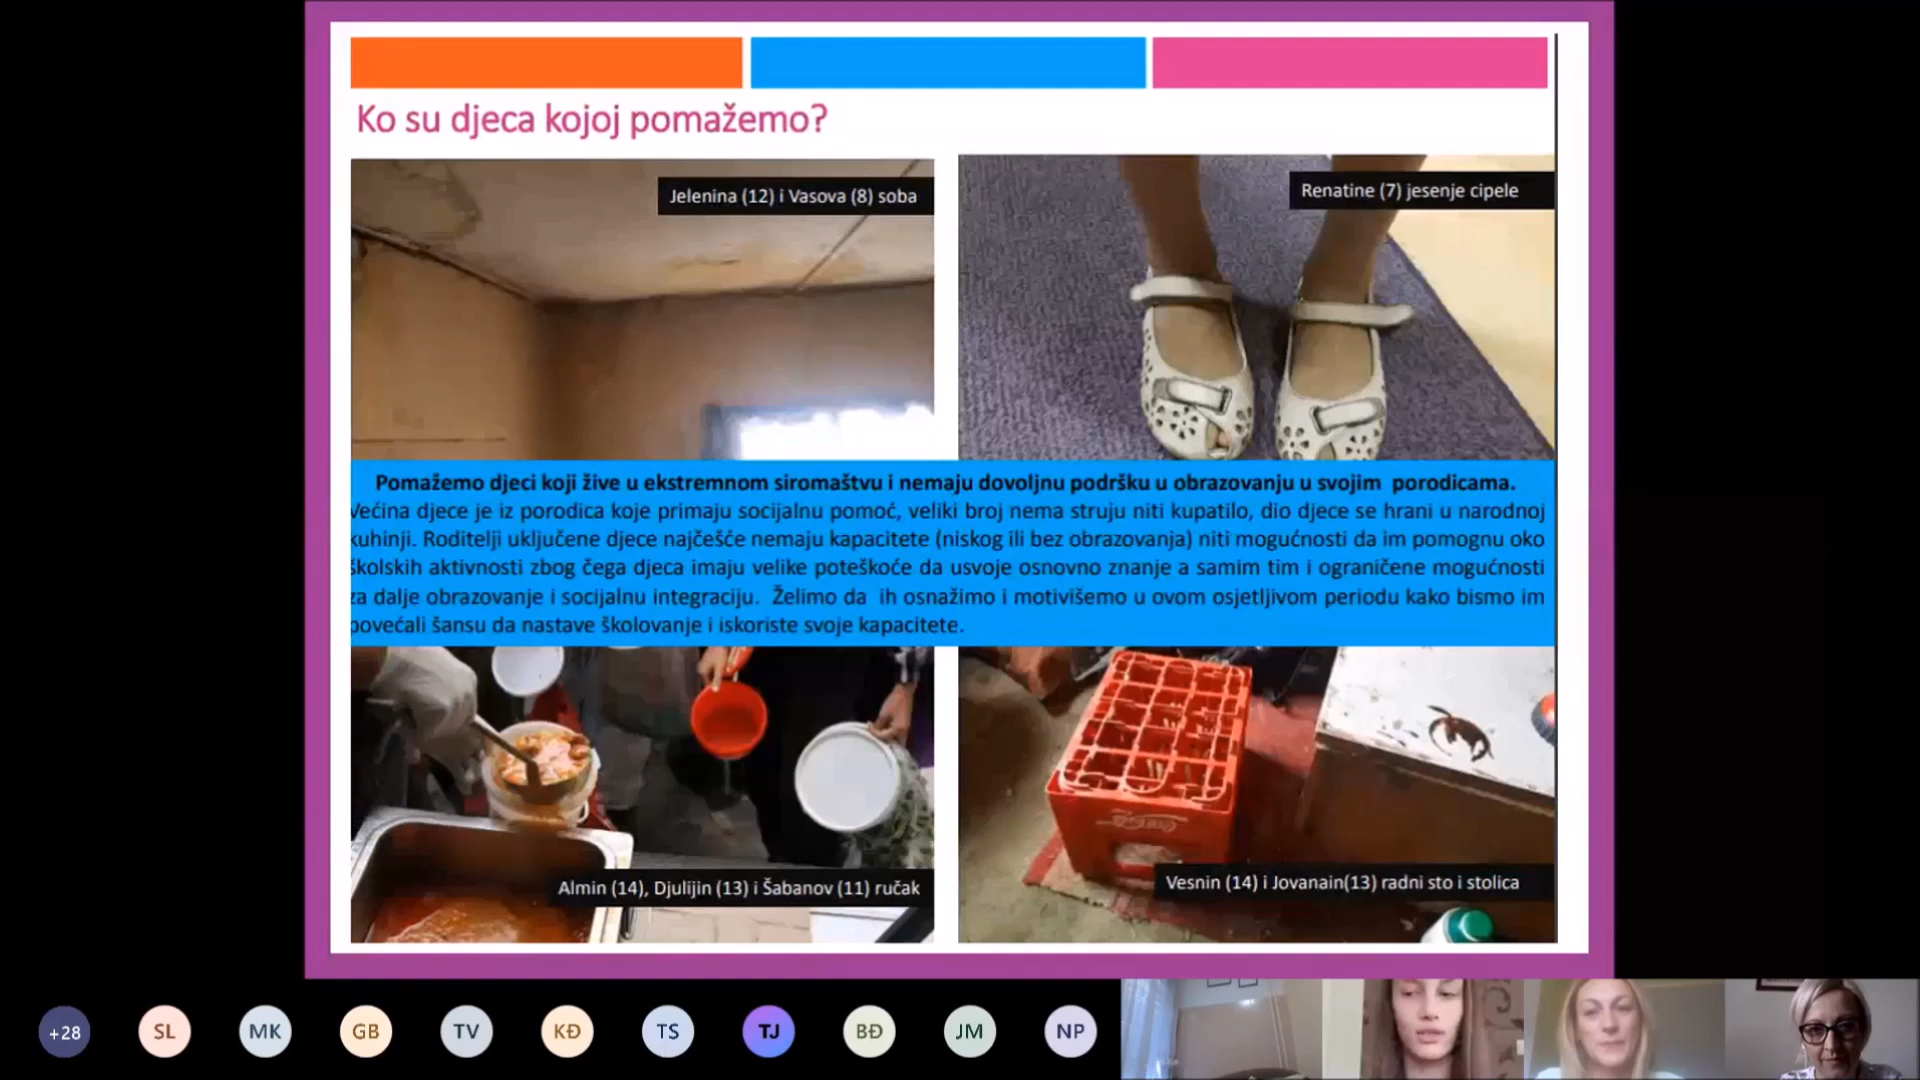 Ko su djeca kojoj pomažemo?
Jelenina (12) i Vasova (8) soba
Renatine (7) jesenje cipele
Pomažemo djeci koji žive u ekstremnom siromaštvu i nemaju dovoljnu podršku u obrazovanju u svojim porodicama.
Većina djece je iz porodica koje primaju socijalnu pomoć, veliki broj nema struju niti kupatilo, dio djece se hrani u narodnoj
kuhinji. Roditelji uključene djece najčešće nemaju kapacitete (niskog ili bez obrazovanja) niti mogućnosti da im pomognu oko
školskih aktivnosti zbog čega djeca imaju velike poteškoće da usvoje osnovno znanje a samim tim i ograničene mogućnosti
za dalje obrazovanje i socijalnu integraciju. Želimo da ih osnažimo i motivišemo u ovom osjetljivom periodu kako bismo im
povećali šansu da nastave školovanje i iskoriste svoje kapacitete.
Coca-Cola
Almin (14), Djulijin (13) i Šabanov (11) ručak
Vesnin (14) i Jovanain(13) radni sto i stolica
+28 SL MK GB TV KĐ TS TJ BĐ JM NP